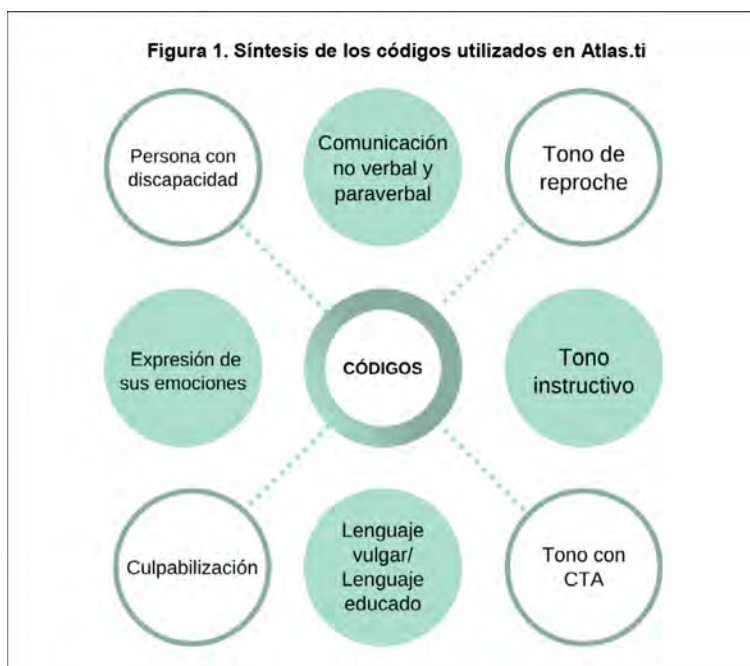 Figura 1. Síntesis de los códigos utilizados en Atlas.ti
Persona con
discapacidad
Comunicación
no verbal y
paraverbal
Tono de
reproche
Expresión de
sus emociones
CÓDIGOS
Tono
instructivo
Culpabilización
Lenguaje
vulgar/
Lenguaje
educado
Tono con
CTA